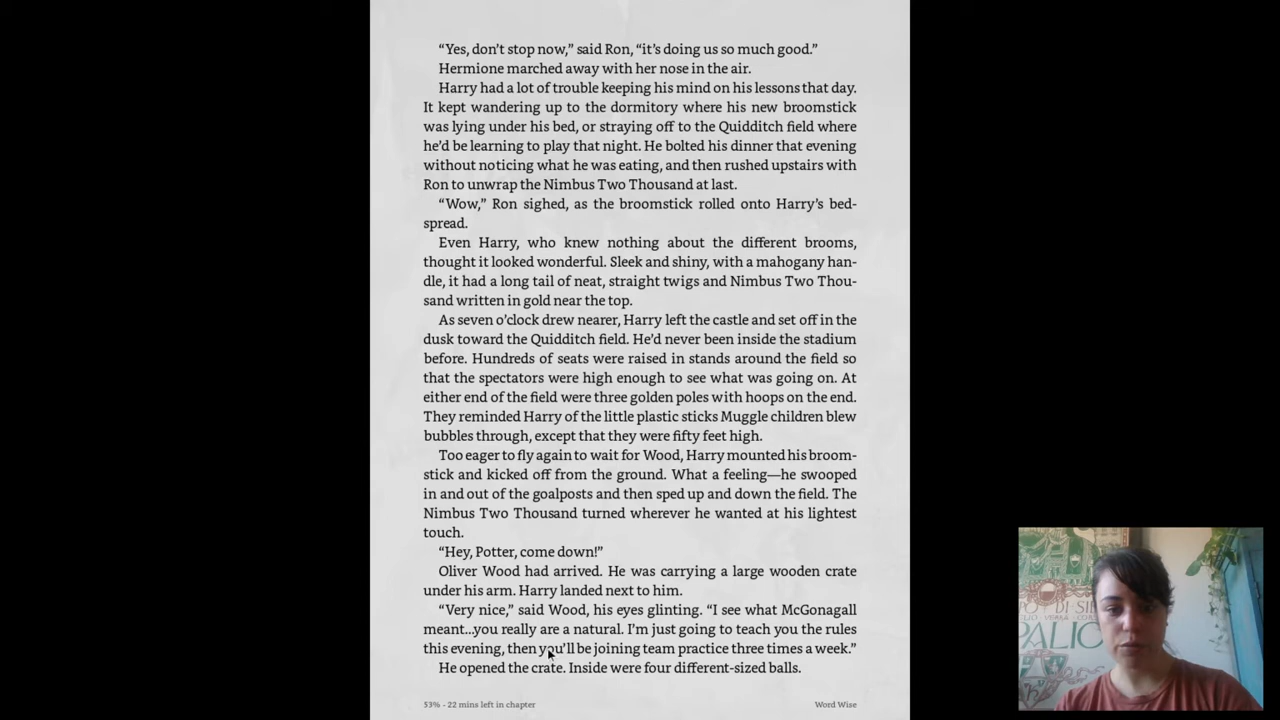 “Yes, don’t stop now,” said Ron, “it’s doing us so much good.”
Hermione marched away with her nose in the air.
Harry had a lot of trouble keeping his mind on his lessons that day.
It kept wandering up to the dormitory where his new broomstick
was lying under his bed, or straying off to the Quidditch field where
he’d be learning to play that night. He bolted his dinner that evening
without noticing what he was eating, and then rushed upstairs with
Ron to unwrap the Nimbus Two Thousand at last.
“Wow,” Ron sighed, as the broomstick rolled onto Harry’s bed-
spread.
Even Harry, who knew nothing about the different brooms,
thought it looked wonderful. Sleek and shiny, with a mahogany han-
dle, it had a long tail of neat, straight twigs and Nimbus Two Thou-
sand written in gold near the top.
As seven o’clock drew nearer, Harry left the castle and set off in the
dusk toward the Quidditch field. He’d never been inside the stadium
before. Hundreds of seats were raised in stands around the field so
that the spectators were high enough to see what was going on. At
either end of the field were three golden poles with hoops on the end.
They reminded Harry of the little plastic sticks Muggle children blew
bubbles through, except that they were fifty feet high.
Too eager to fly again to wait for Wood, Harry mounted his broom-
stick and kicked off from the ground. What a feeling—he swooped
in and out of the goalposts and then sped up and down the field. The
Nimbus Two Thousand turned wherever he wanted at his lightest
touch.
“Hey, Potter, come down!”
Oliver Wood had arrived. He was carrying a large wooden crate
under his arm. Harry landed next to him.
“Very nice,” said Wood, his eyes glinting. “I see what McGonagall
meant...you really are a natural. I’m just going to teach you the rules
this evening, then you’ll be joining team practice three times a week.”
He opened the crate. Inside were four different-sized balls.
53% - 22 mins left in chapter
Word Wise
PALIO